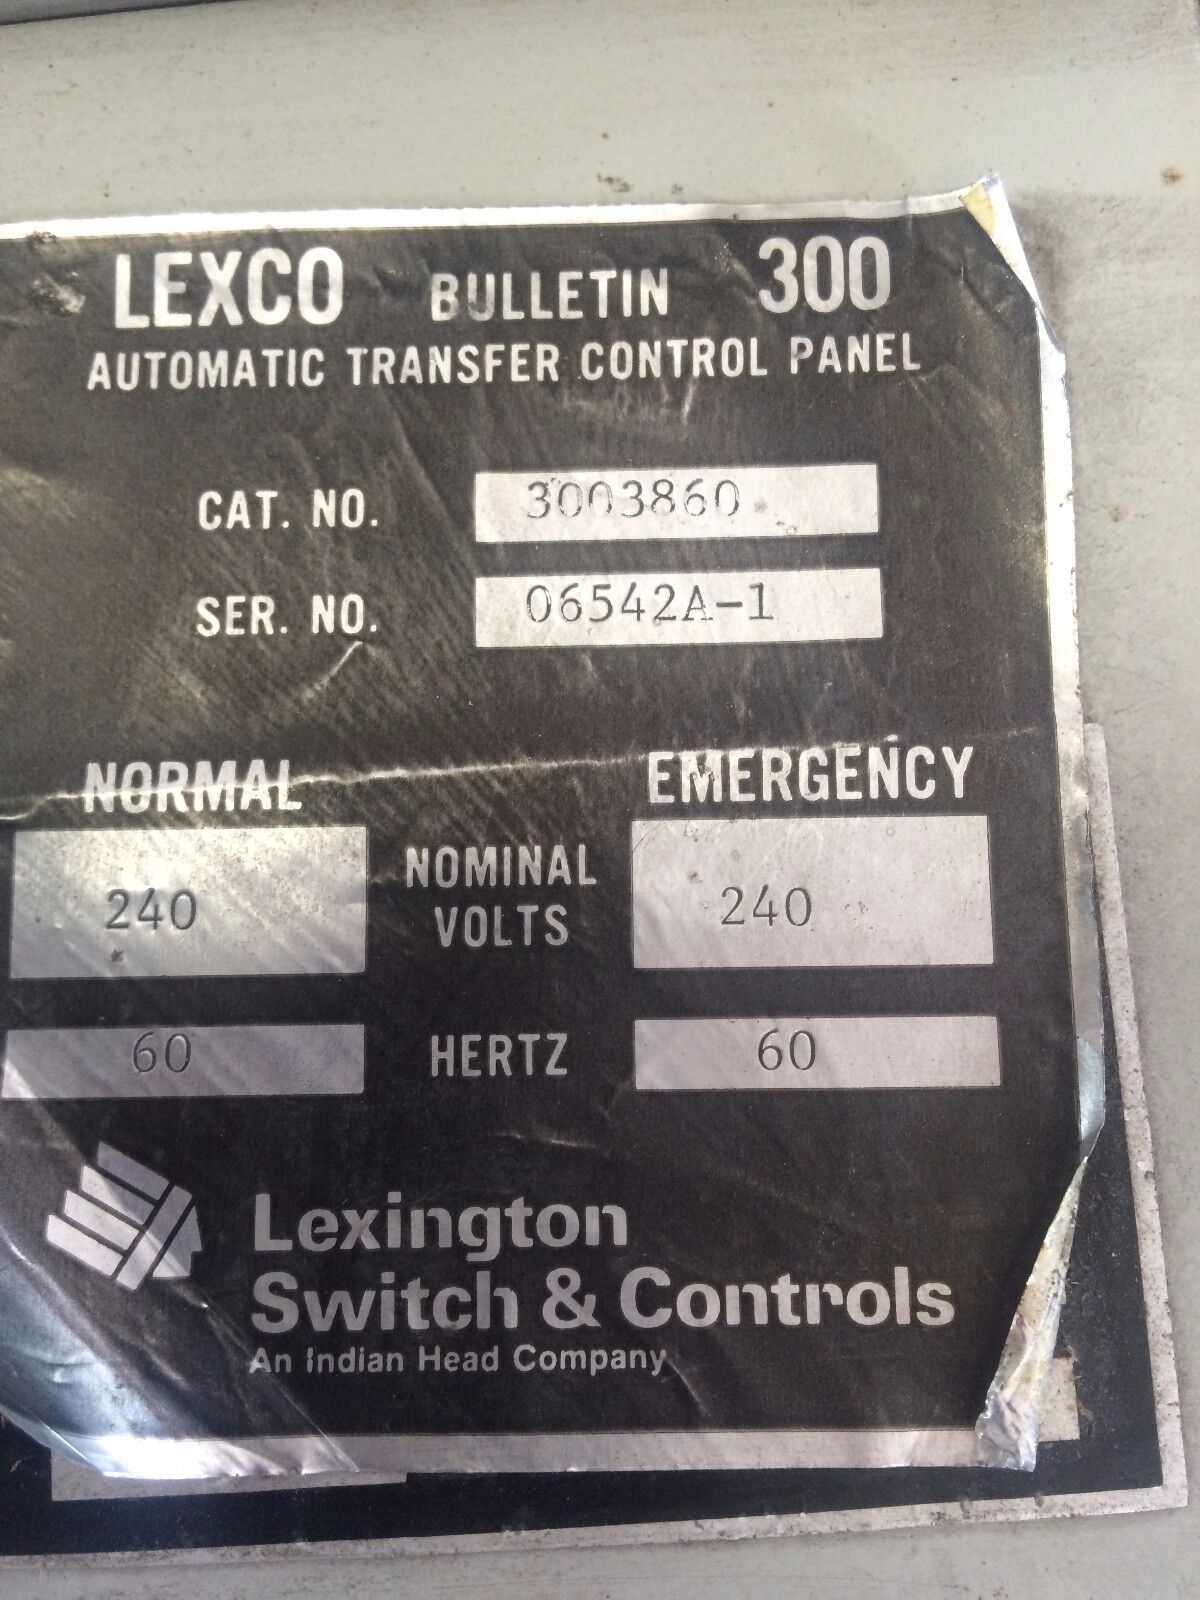 LEXCO BULLETIN 300
AUTOMATIC TRANSFER CONTROL PANEL
CAT. NO. 3003860
SER. NO. 06542A-1
NORMAL EMERGENCY
240 NOMINAL VOLTS 240
60 HERTZ 60
Lexington
Switch & Controls
An Indian Head Company